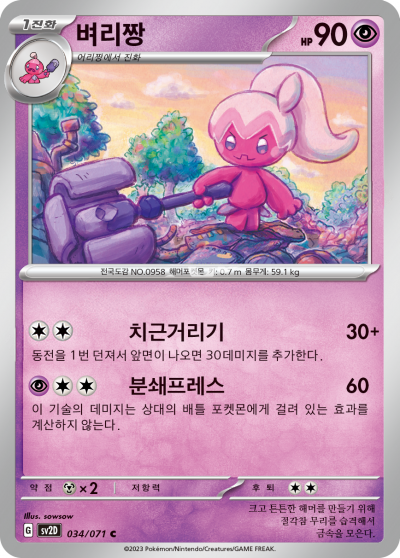 1진화
벼리짱
HP 90
어리짱에서 진화
전국도감 NO.0958 해머포켓몬 키: 0.7 m 몸무게: 59.1 kg
치근거리기 30+
동전을 1번 던져서 앞면이 나오면 30데미지를 추가한다.
분쇄프레스 60
이 기술의 데미지는 상대의 배틀 포켓몬에게 걸려 있는 효과를
계산하지 않는다.
약점 ×2 저항력 후퇴
Illus. sowsow
G SV2D 034/071 C
크고 튼튼한 해머를 만들기 위해
절각참 무리를 습격해서
금속을 모은다.
©2023 Pokémon/Nintendo/Creatures/GAME FREAK.